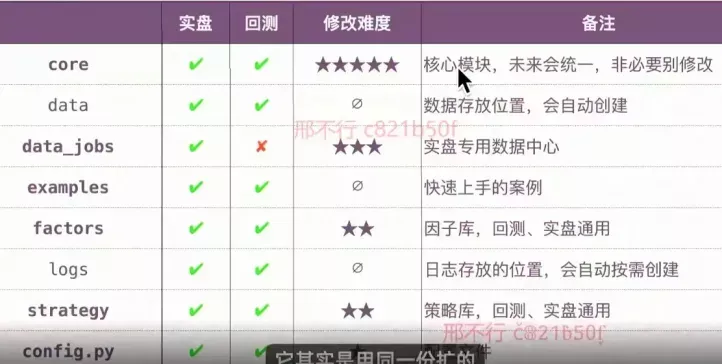 实盘 回测 修改难度 备注
core ✔ ✔ ★★★★★ 核心模块，未来会统一，非必要别修改
data ✔ ✔ ∅ 数据存放位置，会自动创建
邢不行 c821b50f
data_jobs ✔ ✘ ★★★ 实盘专用数据中心
examples ✔ ✔ ∅ 快速上手的案例
factors ✔ ✔ ★★ 因子库，回测、实盘通用
logs ✔ ✔ ∅ 日志存放的位置，会自动按需创建
strategy ✔ ✔ ★★ 策略库，回测、实盘通用
邢不行 c821b50f
config.py ✔ ✔ ★ 件
它其实是用同一份扩的